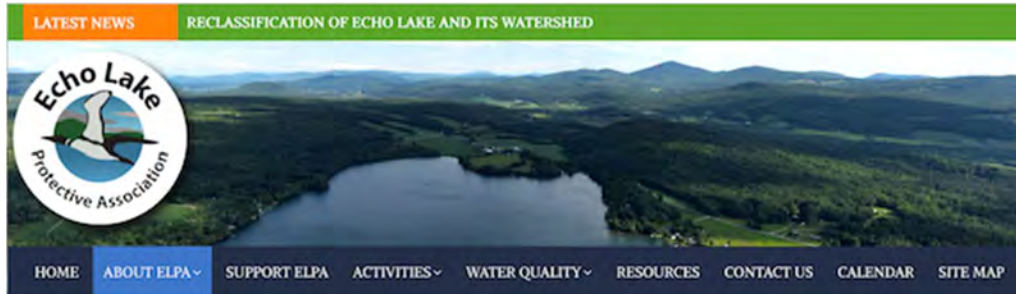 LATEST NEWS RECLASSIFICATION OF ECHO LAKE AND ITS WATERSHED
Echo Lake
Protective Association
HOME ABOUT ELPA SUPPORT ELPA ACTIVITIES WATER QUALITY RESOURCES CONTACT US CALENDAR SITE MAP